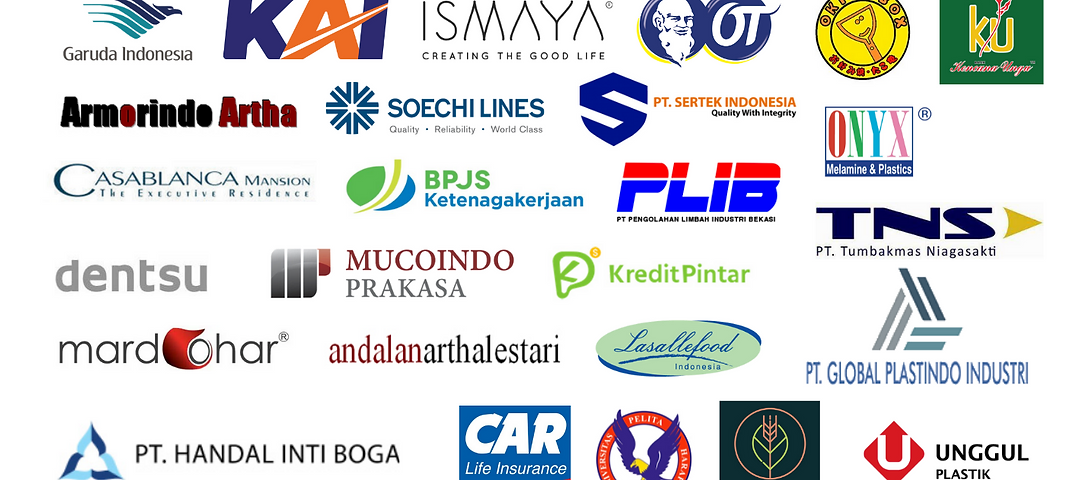 Garuda Indonesia
KAI
ISMAYA®
CREATING THE GOOD LIFE
OT
KU
Kencana Ungu
Armorindo Artha
SOECHI LINES
Quality • Reliability • World Class
S
PT. SERTEK INDONESIA
Quality With Integrity
ONYX ®
Melamine & Plastics
CASABLANCA MANSION
The Executive Residence
BPJS
Ketenagakerjaan
PLIB
PT PENGOLAHAN LIMBAH INDUSTRI BEKASI
TNS
PT. Tumbakmas Niagasakti
dentsu
MUCOINDO
PRAKASA
KreditPintar
mardohar®
andalanarthalestari
Lasallefood
Indonesia
PT. GLOBAL PLASTINDO INDUSTRI
PT. HANDAL INTI BOGA
CAR
Life Insurance
PELITA
UNGGUL
PLASTIK